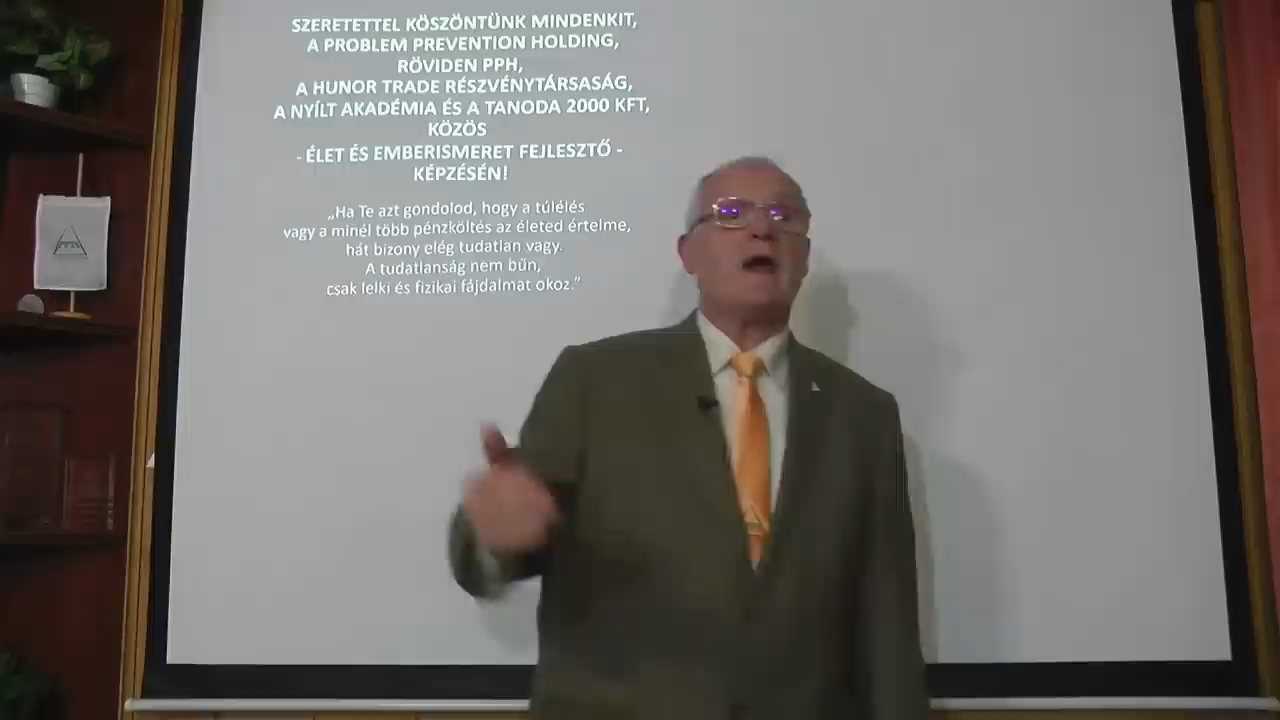 SZERETETTEL KÖSZÖNTÜNK MINDENKIT,
A PROBLEM PREVENTION HOLDING,
RÖVIDEN PPH,
A HUNOR TRADE RÉSZVÉNYTÁRSASÁG,
A NYÍLT AKADÉMIA ÉS A TANODA 2000 KFT,
KÖZÖS
- ÉLET ÉS EMBERISMERET FEJLESZTŐ -
KÉPZÉSÉN!
„Ha Te azt gondolod, hogy a túlélés
vagy a minél több pénzköltés az életed értelme,
hát bizony elég tudatlan vagy.
A tudatlanság nem bűn,
csak lelki és fizikai fájdalmat okoz.”